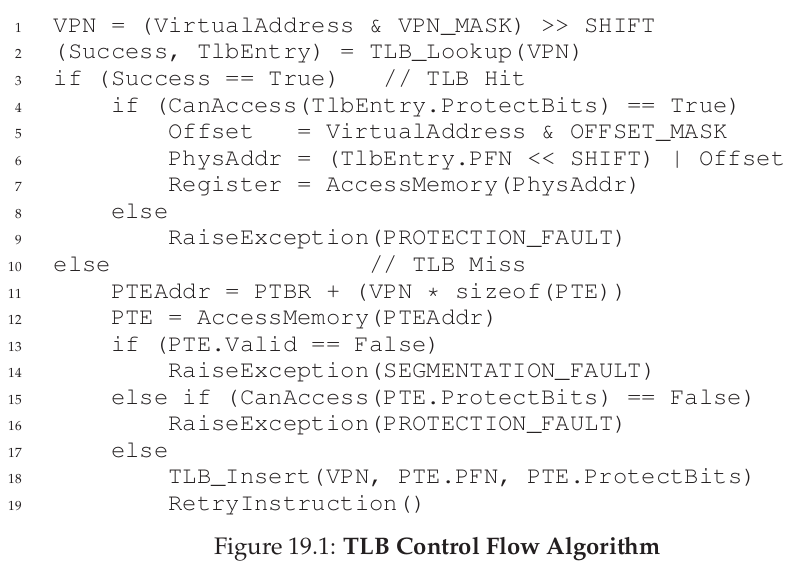 1 VPN = (VirtualAddress & VPN_MASK) >> SHIFT
2 (Success, TlbEntry) = TLB_Lookup(VPN)
3 if (Success == True)   // TLB Hit
4     if (CanAccess(TlbEntry.ProtectBits) == True)
5         Offset   = VirtualAddress & OFFSET_MASK
6         PhysAddr = (TlbEntry.PFN << SHIFT) | Offset
7         Register = AccessMemory(PhysAddr)
8     else
9         RaiseException(PROTECTION_FAULT)
10 else                  // TLB Miss
11     PTEAddr = PTBR + (VPN * sizeof(PTE))
12     PTE = AccessMemory(PTEAddr)
13     if (PTE.Valid == False)
14         RaiseException(SEGMENTATION_FAULT)
15     else if (CanAccess(PTE.ProtectBits) == False)
16         RaiseException(PROTECTION_FAULT)
17     else
18         TLB_Insert(VPN, PTE.PFN, PTE.ProtectBits)
19         RetryInstruction()
Figure 19.1: TLB Control Flow Algorithm